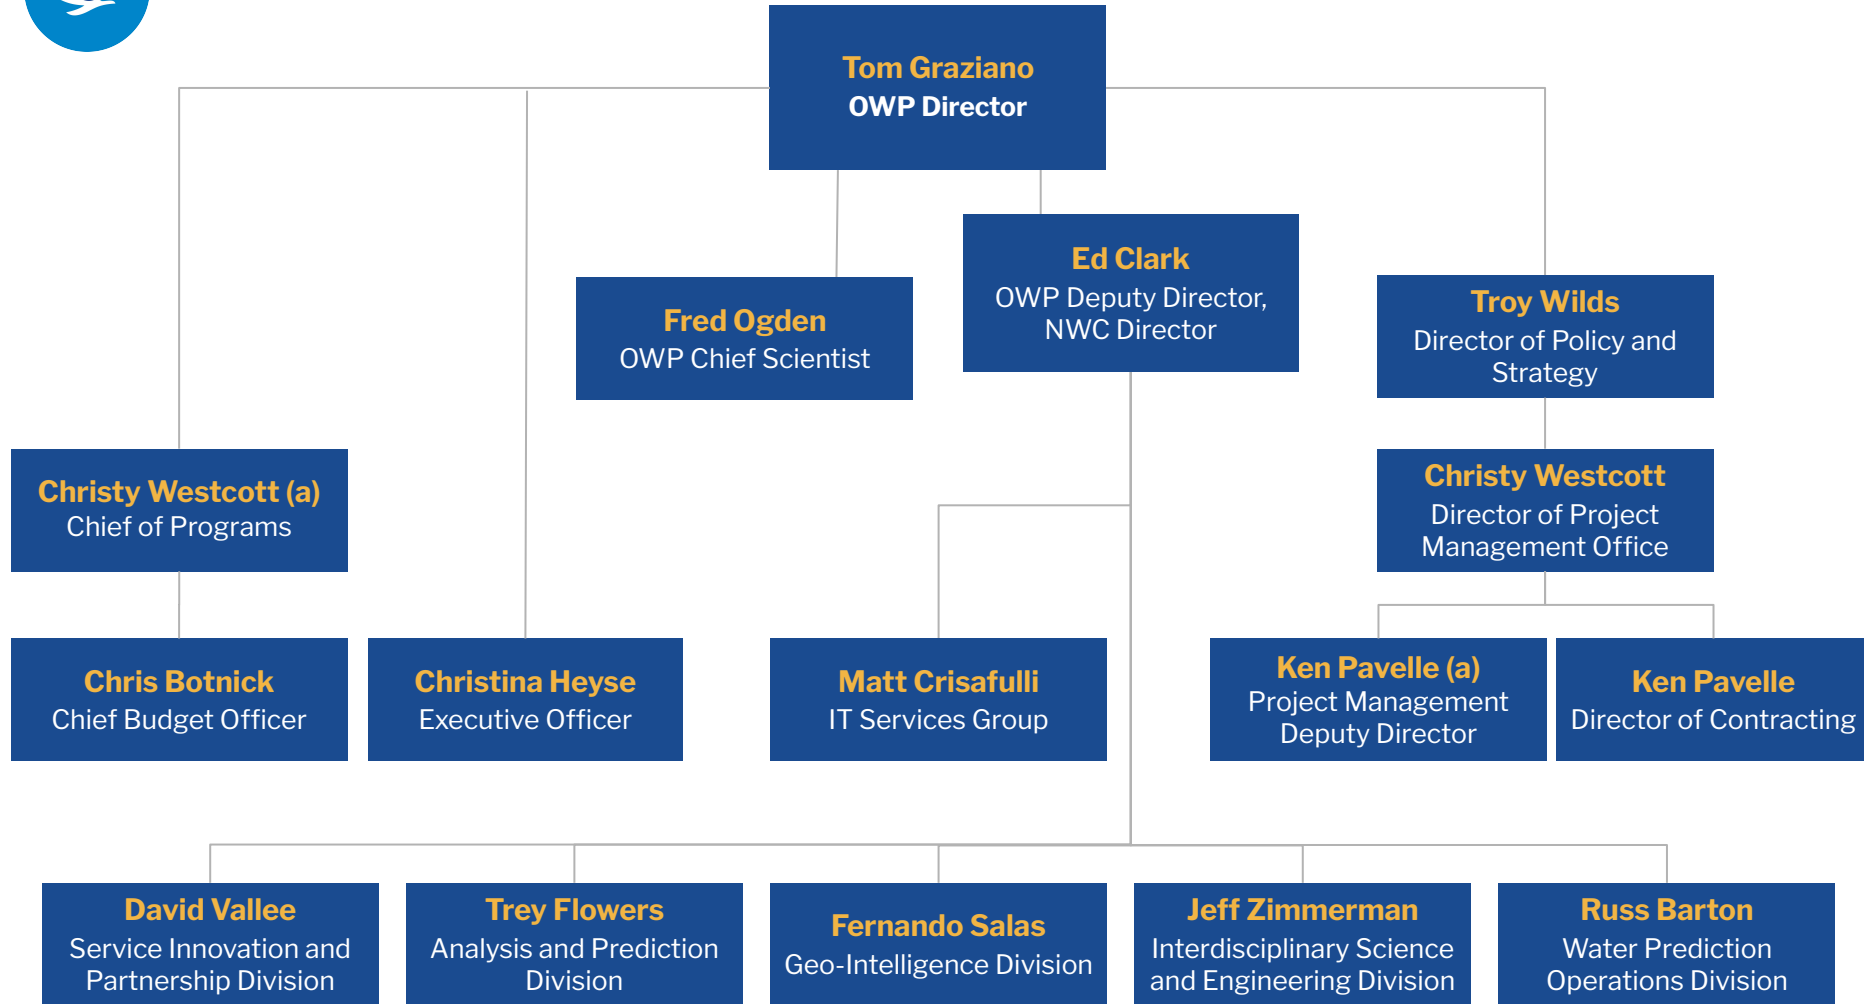 Tom Graziano
OWP Director
Ed Clark
OWP Deputy Director,
NWC Director
Fred Ogden
OWP Chief Scientist
Troy Wilds
Director of Policy and
Strategy
Christy Westcott (a)
Chief of Programs
Christy Westcott
Director of Project
Management Office
Chris Botnick
Chief Budget Officer
Christina Heyse
Executive Officer
Matt Crisafulli
IT Services Group
Ken Pavelle (a)
Project Management
Deputy Director
Ken Pavelle
Director of Contracting
David Vallee
Service Innovation and
Partnership Division
Trey Flowers
Analysis and Prediction
Division
Fernando Salas
Geo-Intelligence Division
Jeff Zimmerman
Interdisciplinary Science
and Engineering Division
Russ Barton
Water Prediction
Operations Division